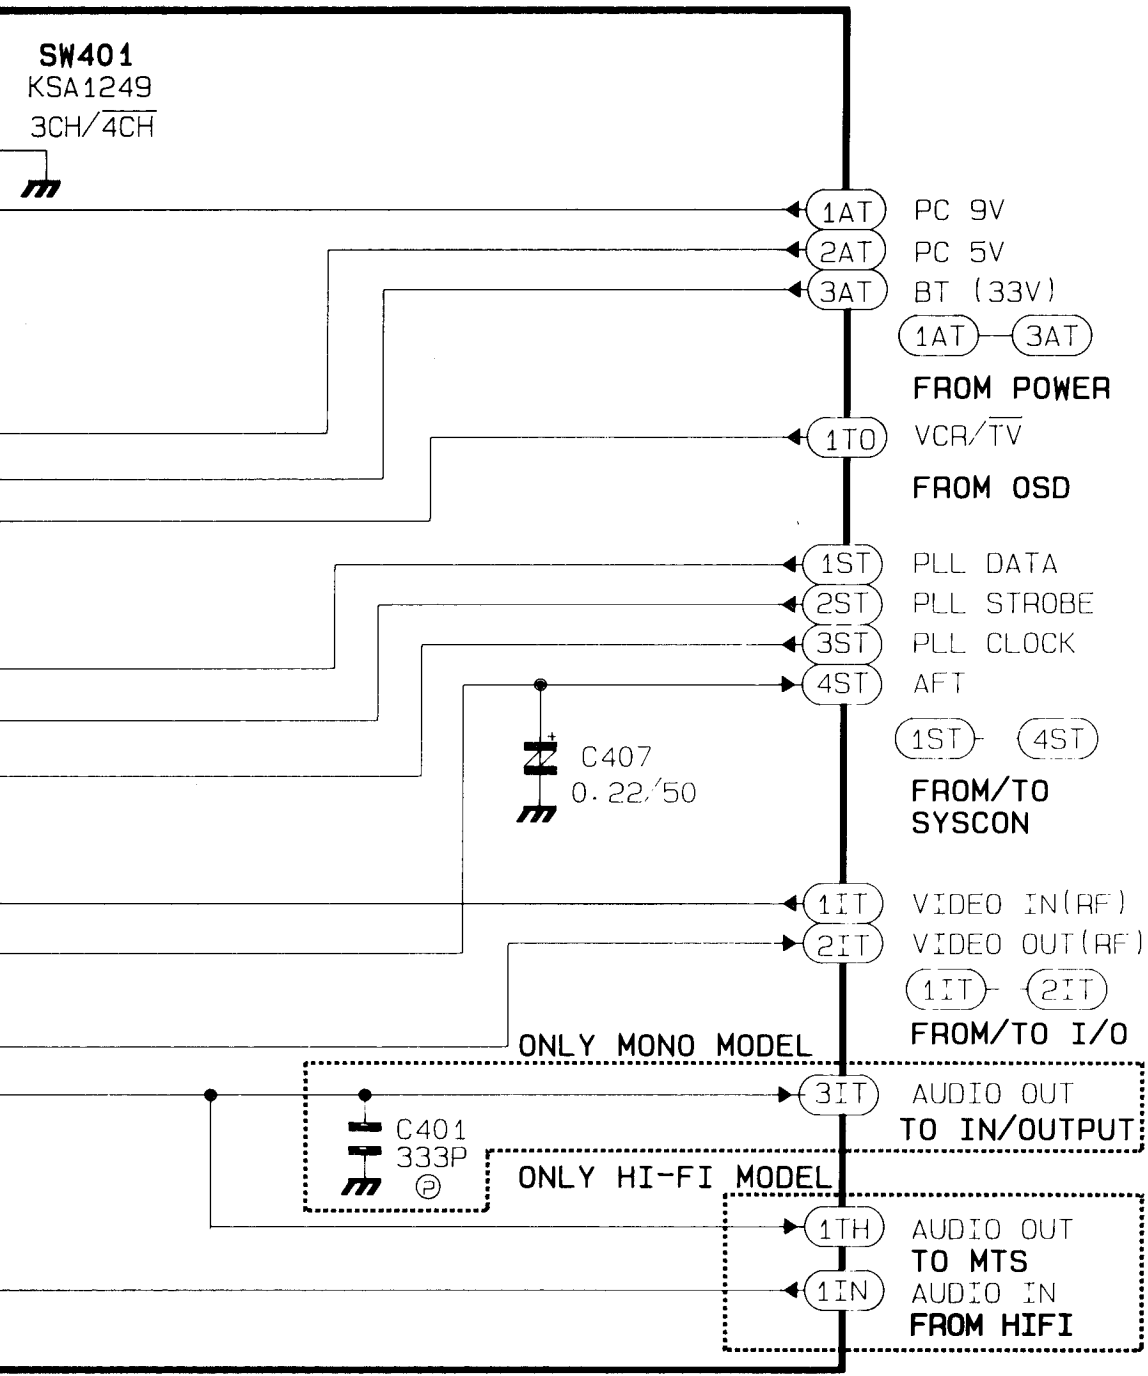 SW401
KSA1249
3CH/4CH
1AT PC 9V
2AT PC 5V
3AT BT (33V)
1AT 3AT
FROM POWER
1TO VCR/TV
FROM OSD
1ST PLL DATA
2ST PLL STROBE
3ST PLL CLOCK
4ST AFT
1ST - 4ST
+
C407
0.22/50
FROM/TO
SYSCON
1IT VIDEO IN(RF)
2IT VIDEO OUT(RF)
1IT - 2IT
FROM/TO I/O
ONLY MONO MODEL
3IT AUDIO OUT
TO IN/OUTPUT
C401
333P
P
ONLY HI-FI MODEL
1TH AUDIO OUT
TO MTS
1IN AUDIO IN
FROM HIFI